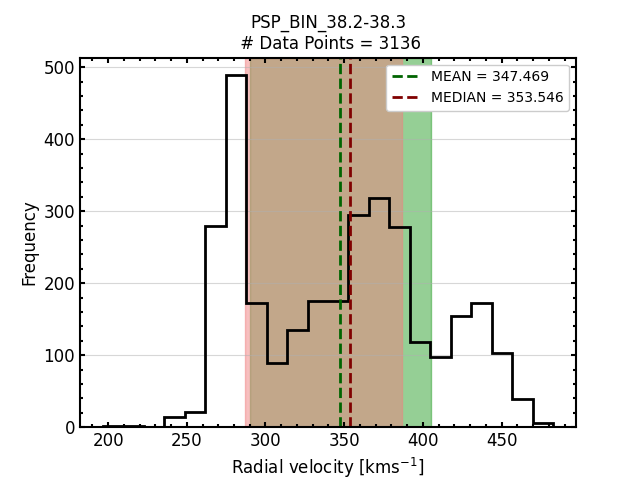 PSP_BIN_38.2-38.3
# Data Points = 3136
MEAN = 347.469
MEDIAN = 353.546
Frequency
500
400
300
200
100
0
200 250 300 350 400 450
Radial velocity [kms⁻¹]